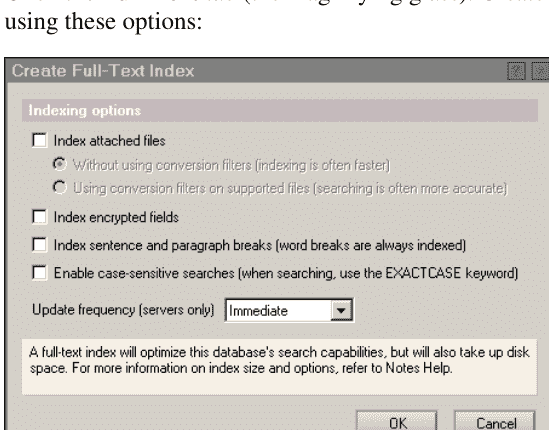 using these options:
Create Full-Text Index
Indexing options
Index attached files
Without using conversion filters (indexing is often faster)
Using conversion filters on supported files (searching is often more accurate)
Index encrypted fields
Index sentence and paragraph breaks (word breaks are always indexed)
Enable case-sensitive searches (when searching, use the EXACTCASE keyword)
Update frequency (servers only) Immediate
A full-text index will optimize this database's search capabilities, but will also take up disk
space. For more information on index size and options, refer to Notes Help.
OK Cancel